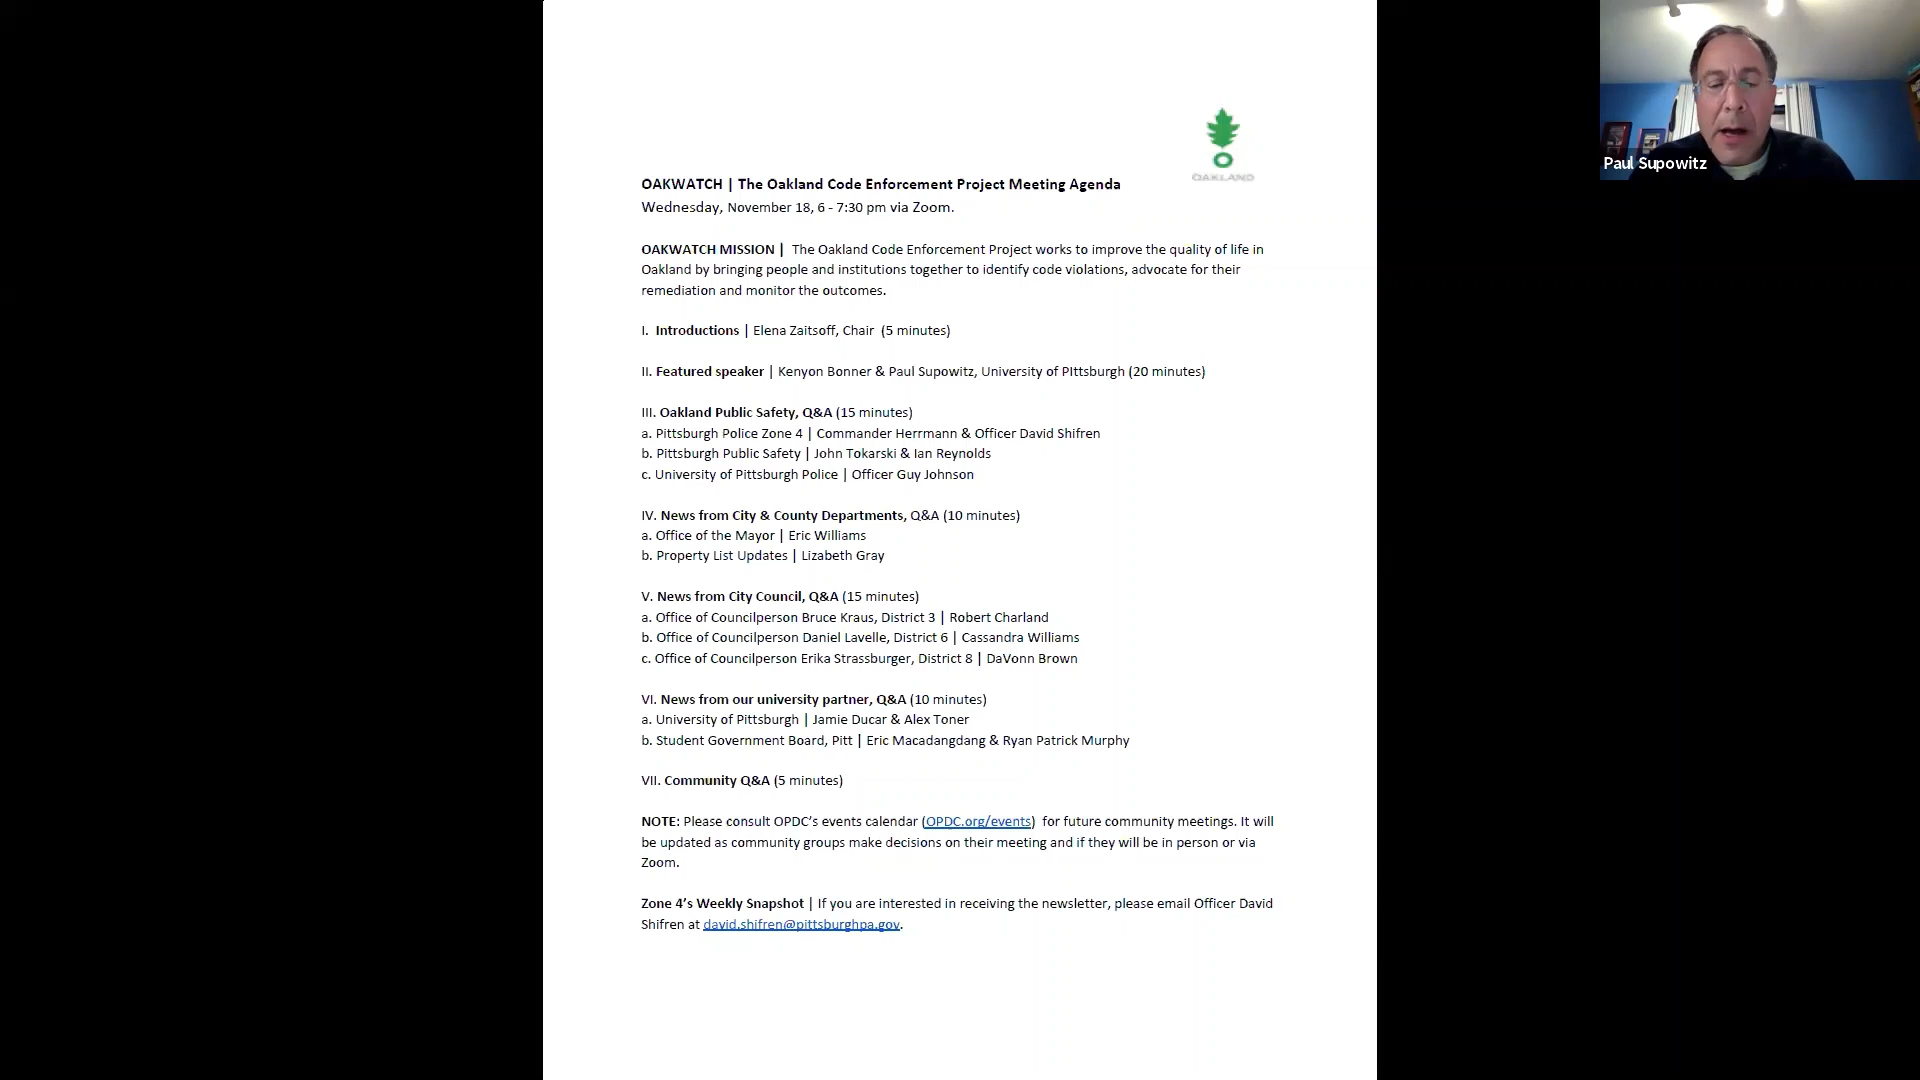 OAKLAND
Paul Supowitz
OAKWATCH | The Oakland Code Enforcement Project Meeting Agenda
Wednesday, November 18, 6 - 7:30 pm via Zoom.
OAKWATCH MISSION | The Oakland Code Enforcement Project works to improve the quality of life in
Oakland by bringing people and institutions together to identify code violations, advocate for their
remediation and monitor the outcomes.
I. Introductions | Elena Zaitsoff, Chair (5 minutes)
II. Featured speaker | Kenyon Bonner & Paul Supowitz, University of PIttsburgh (20 minutes)
III. Oakland Public Safety, Q&A (15 minutes)
a. Pittsburgh Police Zone 4 | Commander Herrmann & Officer David Shifren
b. Pittsburgh Public Safety | John Tokarski & Ian Reynolds
c. University of Pittsburgh Police | Officer Guy Johnson
IV. News from City & County Departments, Q&A (10 minutes)
a. Office of the Mayor | Eric Williams
b. Property List Updates | Lizabeth Gray
V. News from City Council, Q&A (15 minutes)
a. Office of Councilperson Bruce Kraus, District 3 | Robert Charland
b. Office of Councilperson Daniel Lavelle, District 6 | Cassandra Williams
c. Office of Councilperson Erika Strassburger, District 8 | DaVonn Brown
VI. News from our university partner, Q&A (10 minutes)
a. University of Pittsburgh | Jamie Ducar & Alex Toner
b. Student Government Board, Pitt | Eric Macadangdang & Ryan Patrick Murphy
VII. Community Q&A (5 minutes)
NOTE: Please consult OPDC's events calendar (OPDC.org/events) for future community meetings. It will
be updated as community groups make decisions on their meeting and if they will be in person or via
Zoom.
Zone 4's Weekly Snapshot | If you are interested in receiving the newsletter, please email Officer David
Shifren at david.shifren@pittsburghpa.gov.